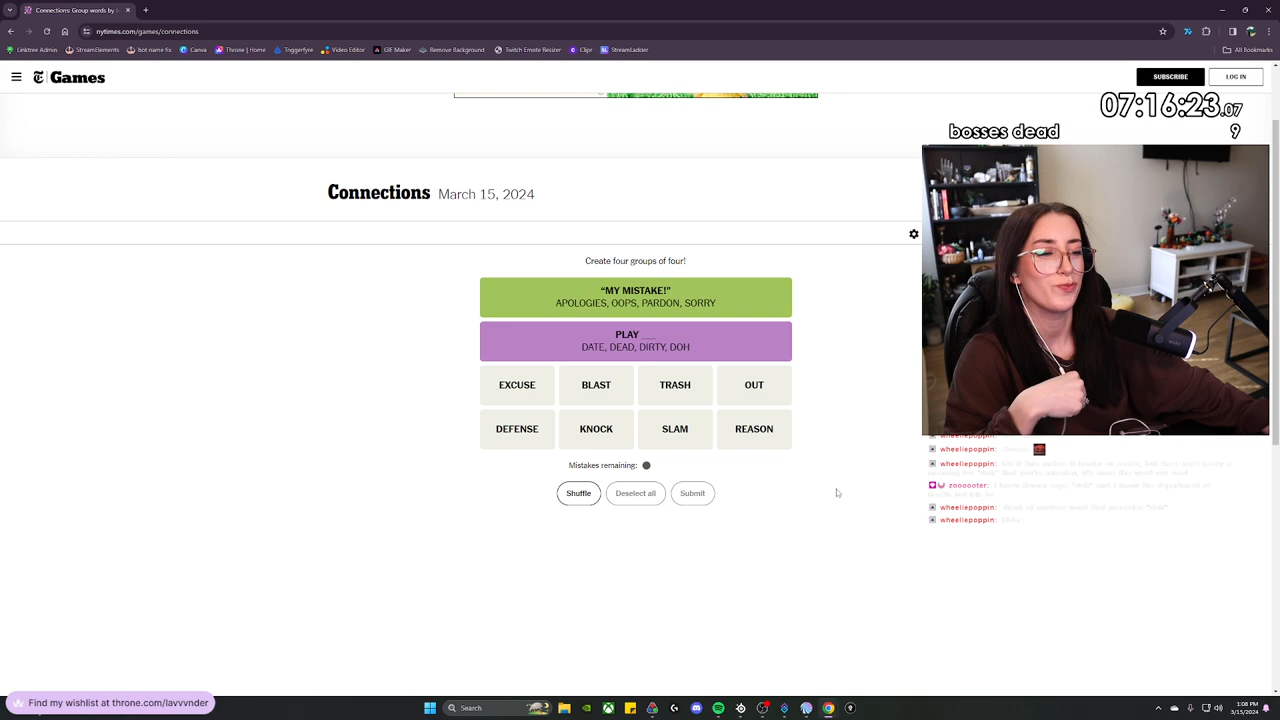 Connections: Group words by t
nytimes.com/games/connections
Linktree Admin StreamElements bot name fix Canva Throne | Home Triggerfyre Video Editor GIF Maker Remove Background Twitch Emote Resizer Clips StreamLadder All Bookmarks
Games SUBSCRIBE LOG IN
07:16:23.07
bosses dead 9
Connections March 15, 2024
Create four groups of four!
“MY MISTAKE!”
APOLOGIES, OOPS, PARDON, SORRY
PLAY ___
DATE, DEAD, DIRTY, DOH
EXCUSE BLAST TRASH OUT
DEFENSE KNOCK SLAM REASON
Mistakes remaining:
Shuffle Deselect all Submit
wheeliepoppin:
wheeliepoppin:
wheeliepoppin:
zoooooter:
wheeliepoppin:
wheeliepoppin:
Find my wishlist at throne.com/lavvvnder
Search
1:08 PM
3/15/2024